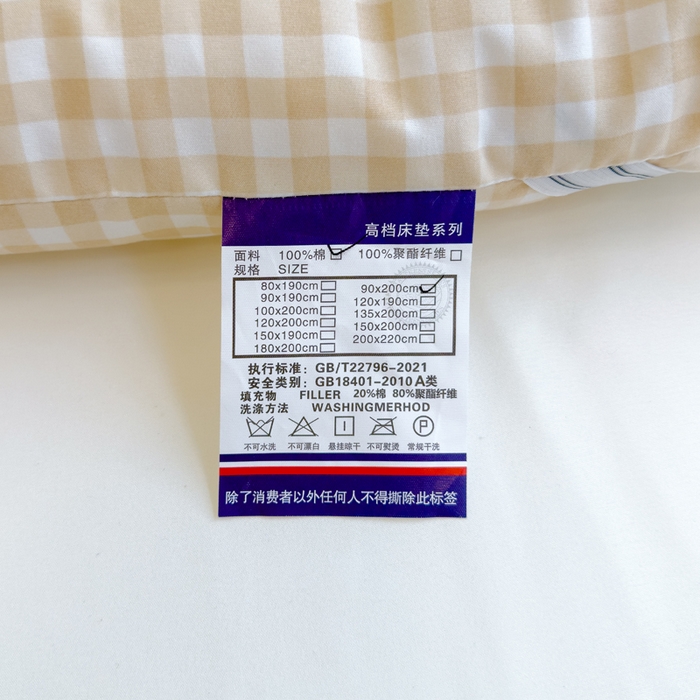 高档床垫系列
面料 100%棉 100%聚酯纤维
规格 SIZE
80x190cm 90x200cm
90x190cm 120x190cm
100x200cm 135x200cm
120x200cm 150x200cm
150x190cm 200x220cm
180x200cm
执行标准：GB/T22796-2021
安全类别：GB18401-2010 A类
填充物 FILLER 20%棉 80%聚酯纤维
洗涤方法 WASHINGMERHOD
P
不可水洗 不可漂白 悬挂晾干 不可熨烫 常规干洗
除了消费者以外任何人不得撕除此标签